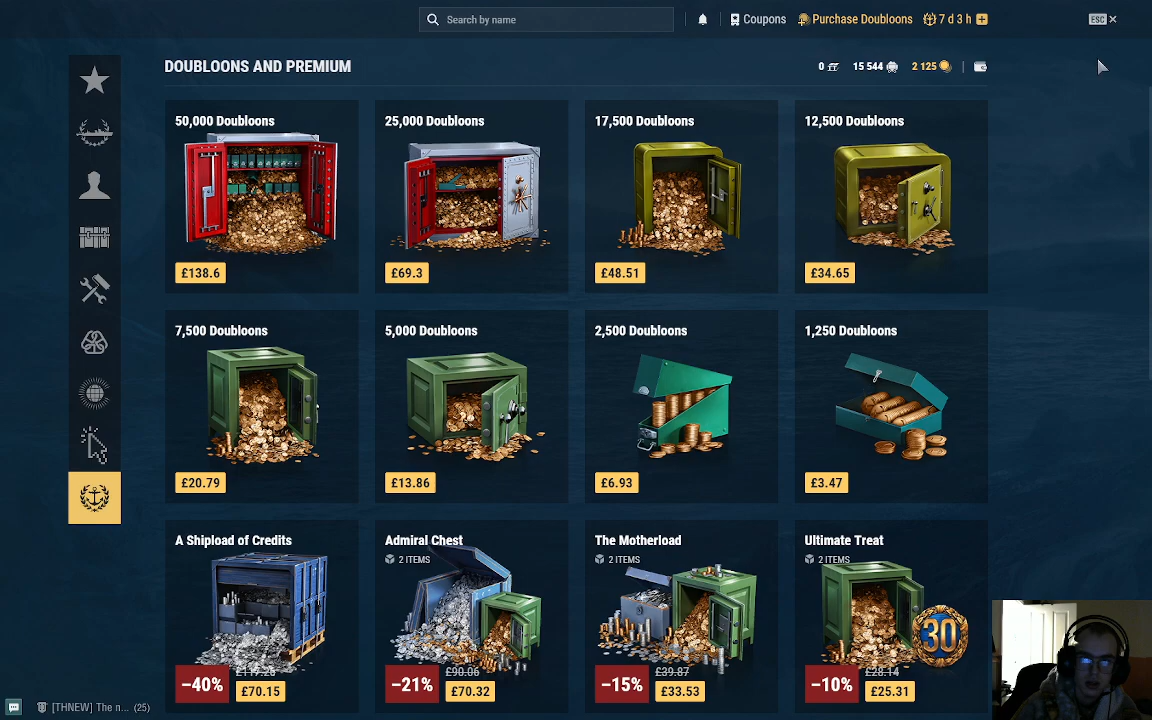 Search by name
Coupons
Purchase Doubloons
7 d 3 h
ESC
DOUBLOONS AND PREMIUM
0
15 544
2 125
50,000 Doubloons
25,000 Doubloons
17,500 Doubloons
12,500 Doubloons
£138.6
£69.3
£48.51
£34.65
7,500 Doubloons
5,000 Doubloons
2,500 Doubloons
1,250 Doubloons
£20.79
£13.86
£6.93
£3.47
A Shipload of Credits
Admiral Chest
The Motherload
Ultimate Treat
2 ITEMS
2 ITEMS
2 ITEMS
30
–40%
£70.15
–21%
£90.06
£70.32
–15%
£39.87
£33.53
–10%
£28.14
£25.31
[THNEW] The n... (25)